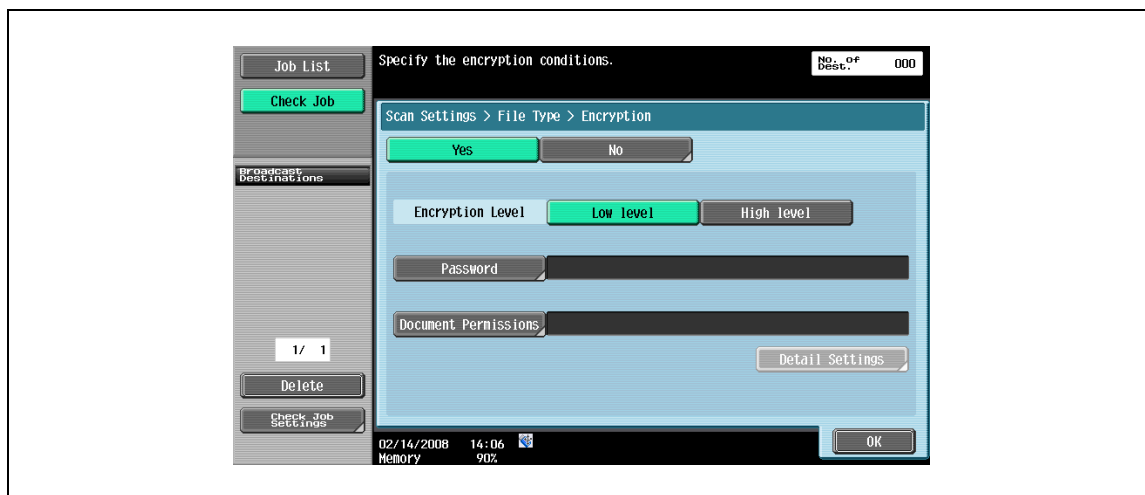 Job List
Check Job
Broadcast
Destinations
1/ 1
Delete
Check Job
Settings
Specify the encryption conditions.
No. of
Dest. 000
Scan Settings > File Type > Encryption
Yes No
Encryption Level Low level High level
Password
Document Permissions
Detail Settings
OK
02/14/2008 14:06
Memory 90%